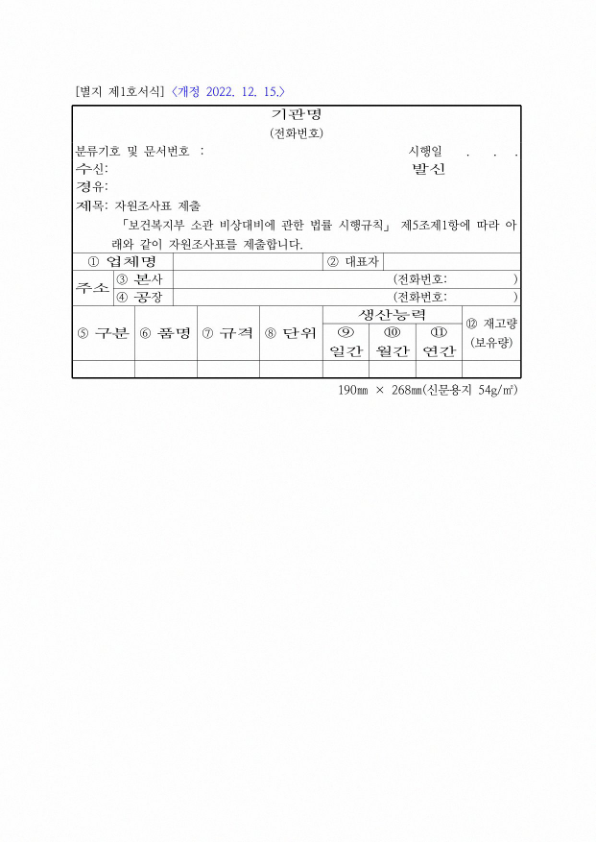 [별지 제1호서식] <개정 2022. 12. 15.>
기관명
(전화번호)
분류기호 및 문서번호 : 시행일 . . .
수신: 발신
경유:
제목: 자원조사표 제출
「보건복지부 소관 비상대비에 관한 법률 시행규칙」 제5조제1항에 따라 아
래와 같이 자원조사표를 제출합니다.
① 업체명 ② 대표자
주소 ③ 본사 (전화번호: )
④ 공장 (전화번호: )
⑤ 구분 ⑥ 품명 ⑦ 규격 ⑧ 단위 생산능력 ⑫ 재고량
(보유량)
⑨ ⑩ ⑪
일간 월간 연간
190㎜ × 268㎜(신문용지 54g/㎡)